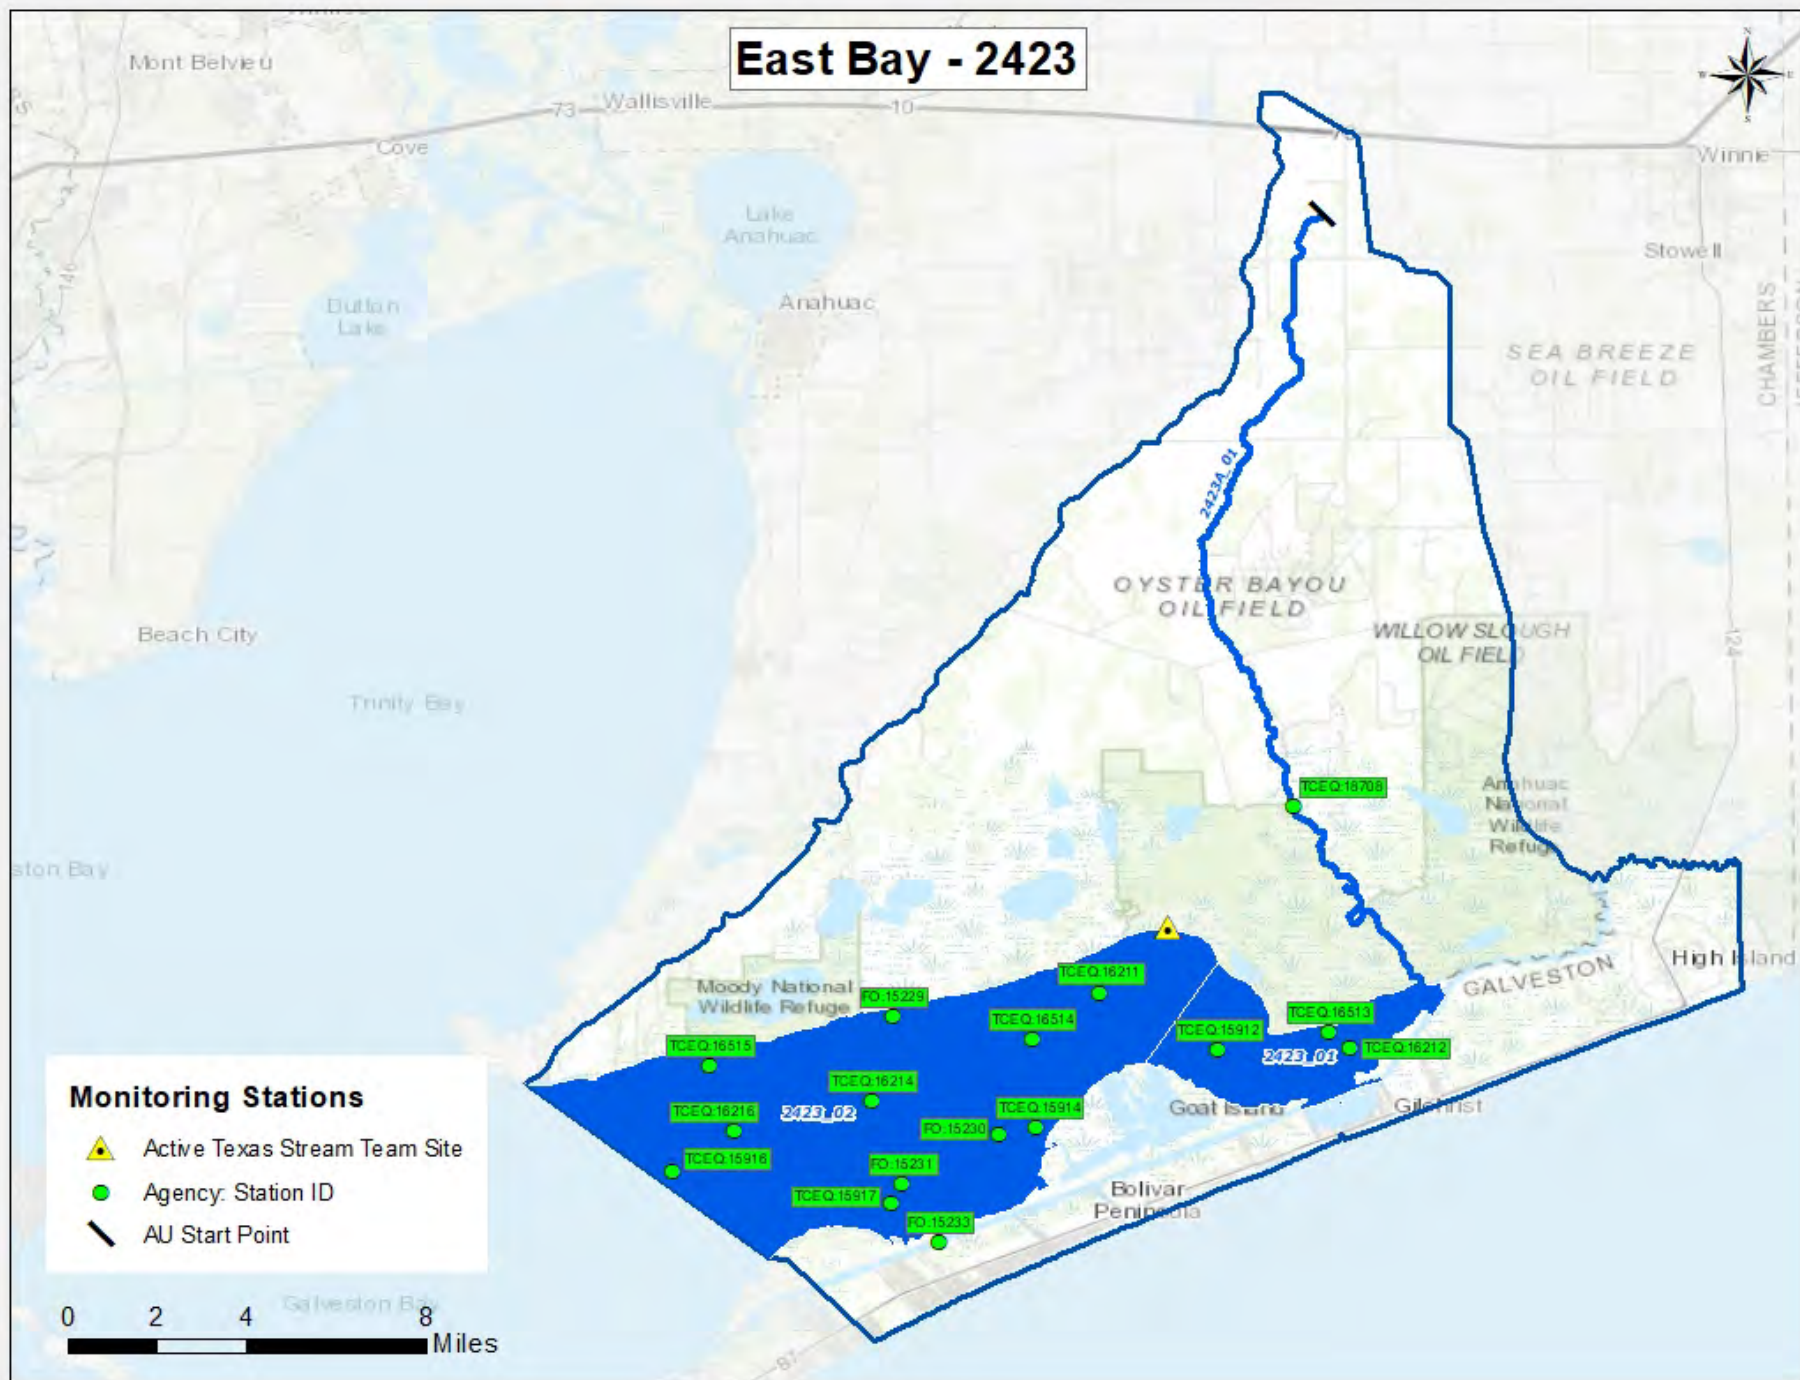 East Bay - 2423
Mont Belvieu
73
Wallisville
10
Cove
Winnie
Lake
Anahuac
Stowell
146
Dutton
Lake
Anahuac
CHAMBERS
SEA BREEZE
OIL FIELD
2423A_01
OYSTER BAYOU
OIL FIELD
WILLOW SLOUGH
OIL FIELD
124
Beach City
Trinity Bay
TCEQ:18708
Anahuac
National
Wildlife
Refuge
ston Bay
High Island
GALVESTON
TCEQ:16211
Moody National
Wildlife Refuge
FO:15229
TCEQ:16514
TCEQ:16513
TCEQ:15912
TCEQ:16515
2423_01
TCEQ:16212
TCEQ:16214
TCEQ:16216
2423_02
TCEQ:15914
Goat Island
Gilchrist
FO:15230
TCEQ:15916
FO:15231
Bolivar
Peninsula
TCEQ:15917
FO:15233
Monitoring Stations
Active Texas Stream Team Site
Agency: Station ID
AU Start Point
Galveston Bay
0 2 4 8
Miles
87
N
W
E
S